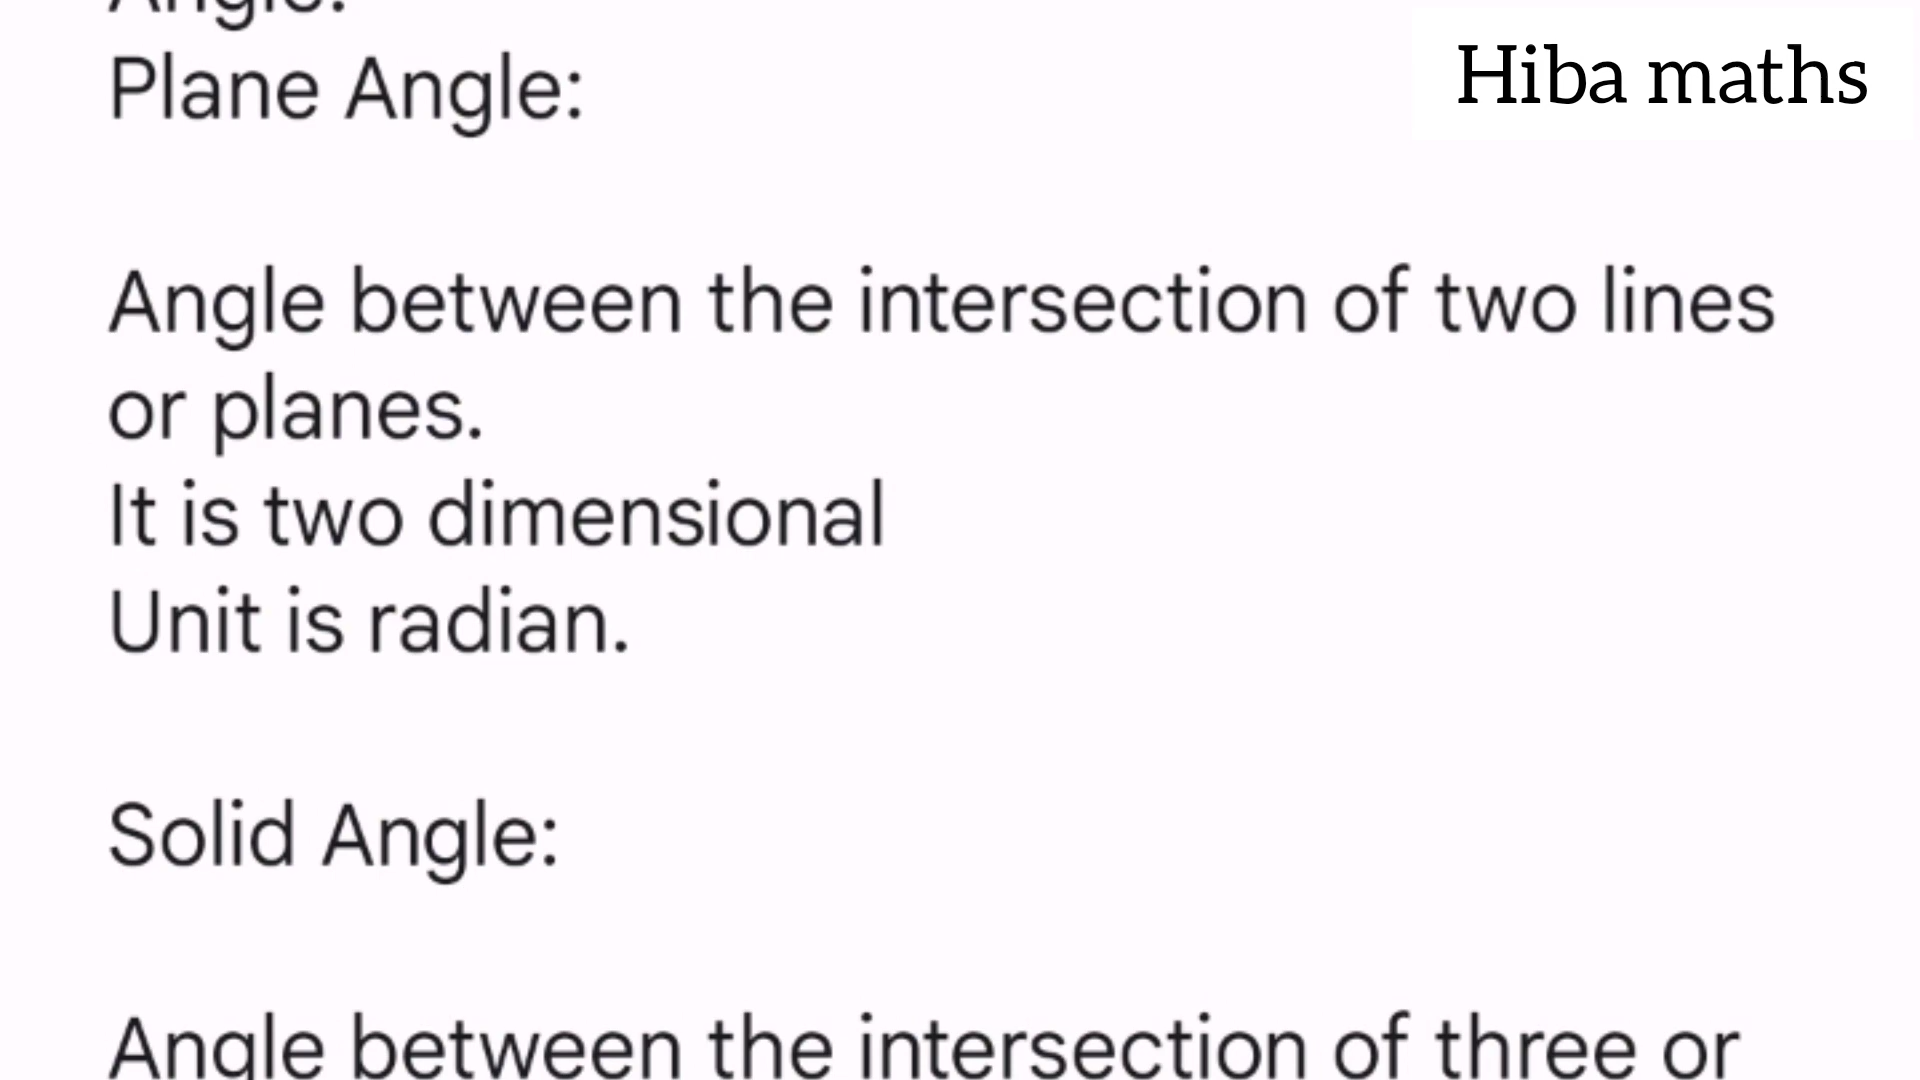 Angle:
Plane Angle:
Hiba maths
Angle between the intersection of two lines
or planes.
It is two dimensional
Unit is radian.
Solid Angle:
Angle between the intersection of three or